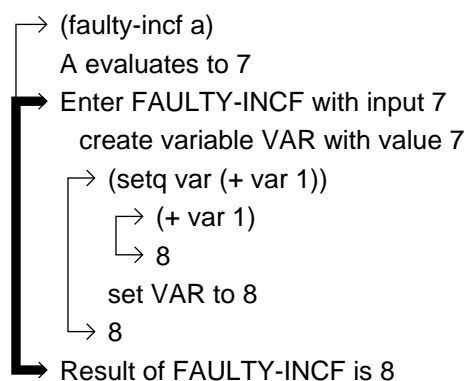 (faulty-incf a)
A evaluates to 7
Enter FAULTY-INCF with input 7
create variable VAR with value 7
(setq var (+ var 1))
(+ var 1)
8
set VAR to 8
8
Result of FAULTY-INCF is 8